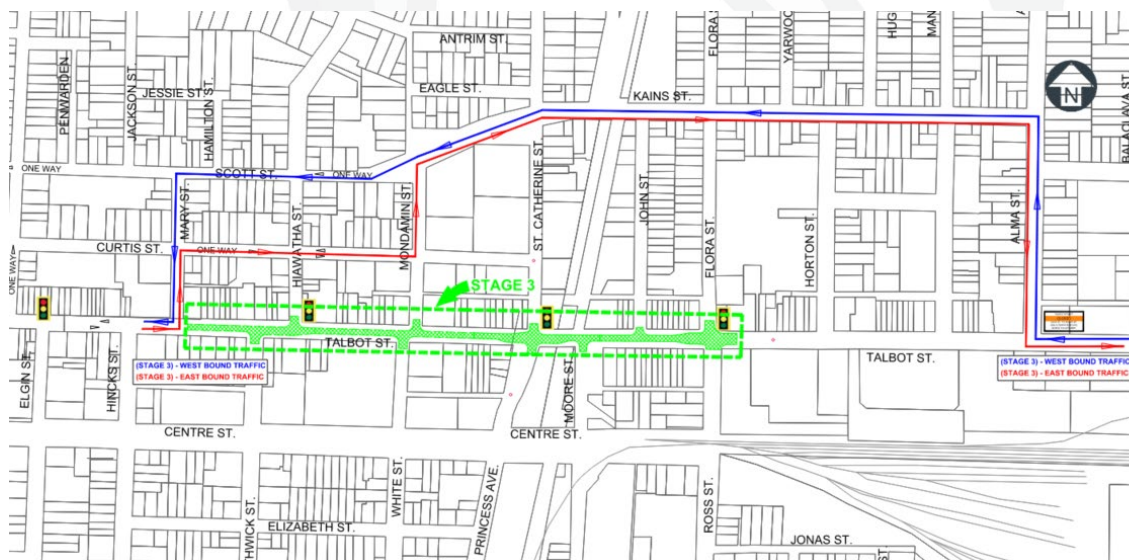 ANTRIM ST.
EAGLE ST.
KAINS ST.
JESSIE ST.
PENWARDEN
JACKSON ST.
HAMILTON ST.
FLORA
YARWOO
HUG
MAN
BALACLAVA ST.
N
ONE WAY
SCOTT ST.
ONE WAY
MARY ST.
HIAWATHA ST.
MONDAMIN ST.
ST. CATHERINE ST.
JOHN ST.
FLORA ST.
HORTON ST.
ALMA ST.
CURTIS ST.
ONE WAY
ONE WAY
STAGE 3
TALBOT ST.
TALBOT ST.
(STAGE 3) - WEST BOUND TRAFFIC
(STAGE 3) - EAST BOUND TRAFFIC
(STAGE 3) - WEST BOUND TRAFFIC
(STAGE 3) - EAST BOUND TRAFFIC
ELGIN ST.
HINCKS ST.
MOORE ST.
CENTRE ST.
CENTRE ST.
WHITE ST.
PRINCESS AVE.
ROSS ST.
THWICK ST.
ELIZABETH ST.
JONAS ST.
ST.